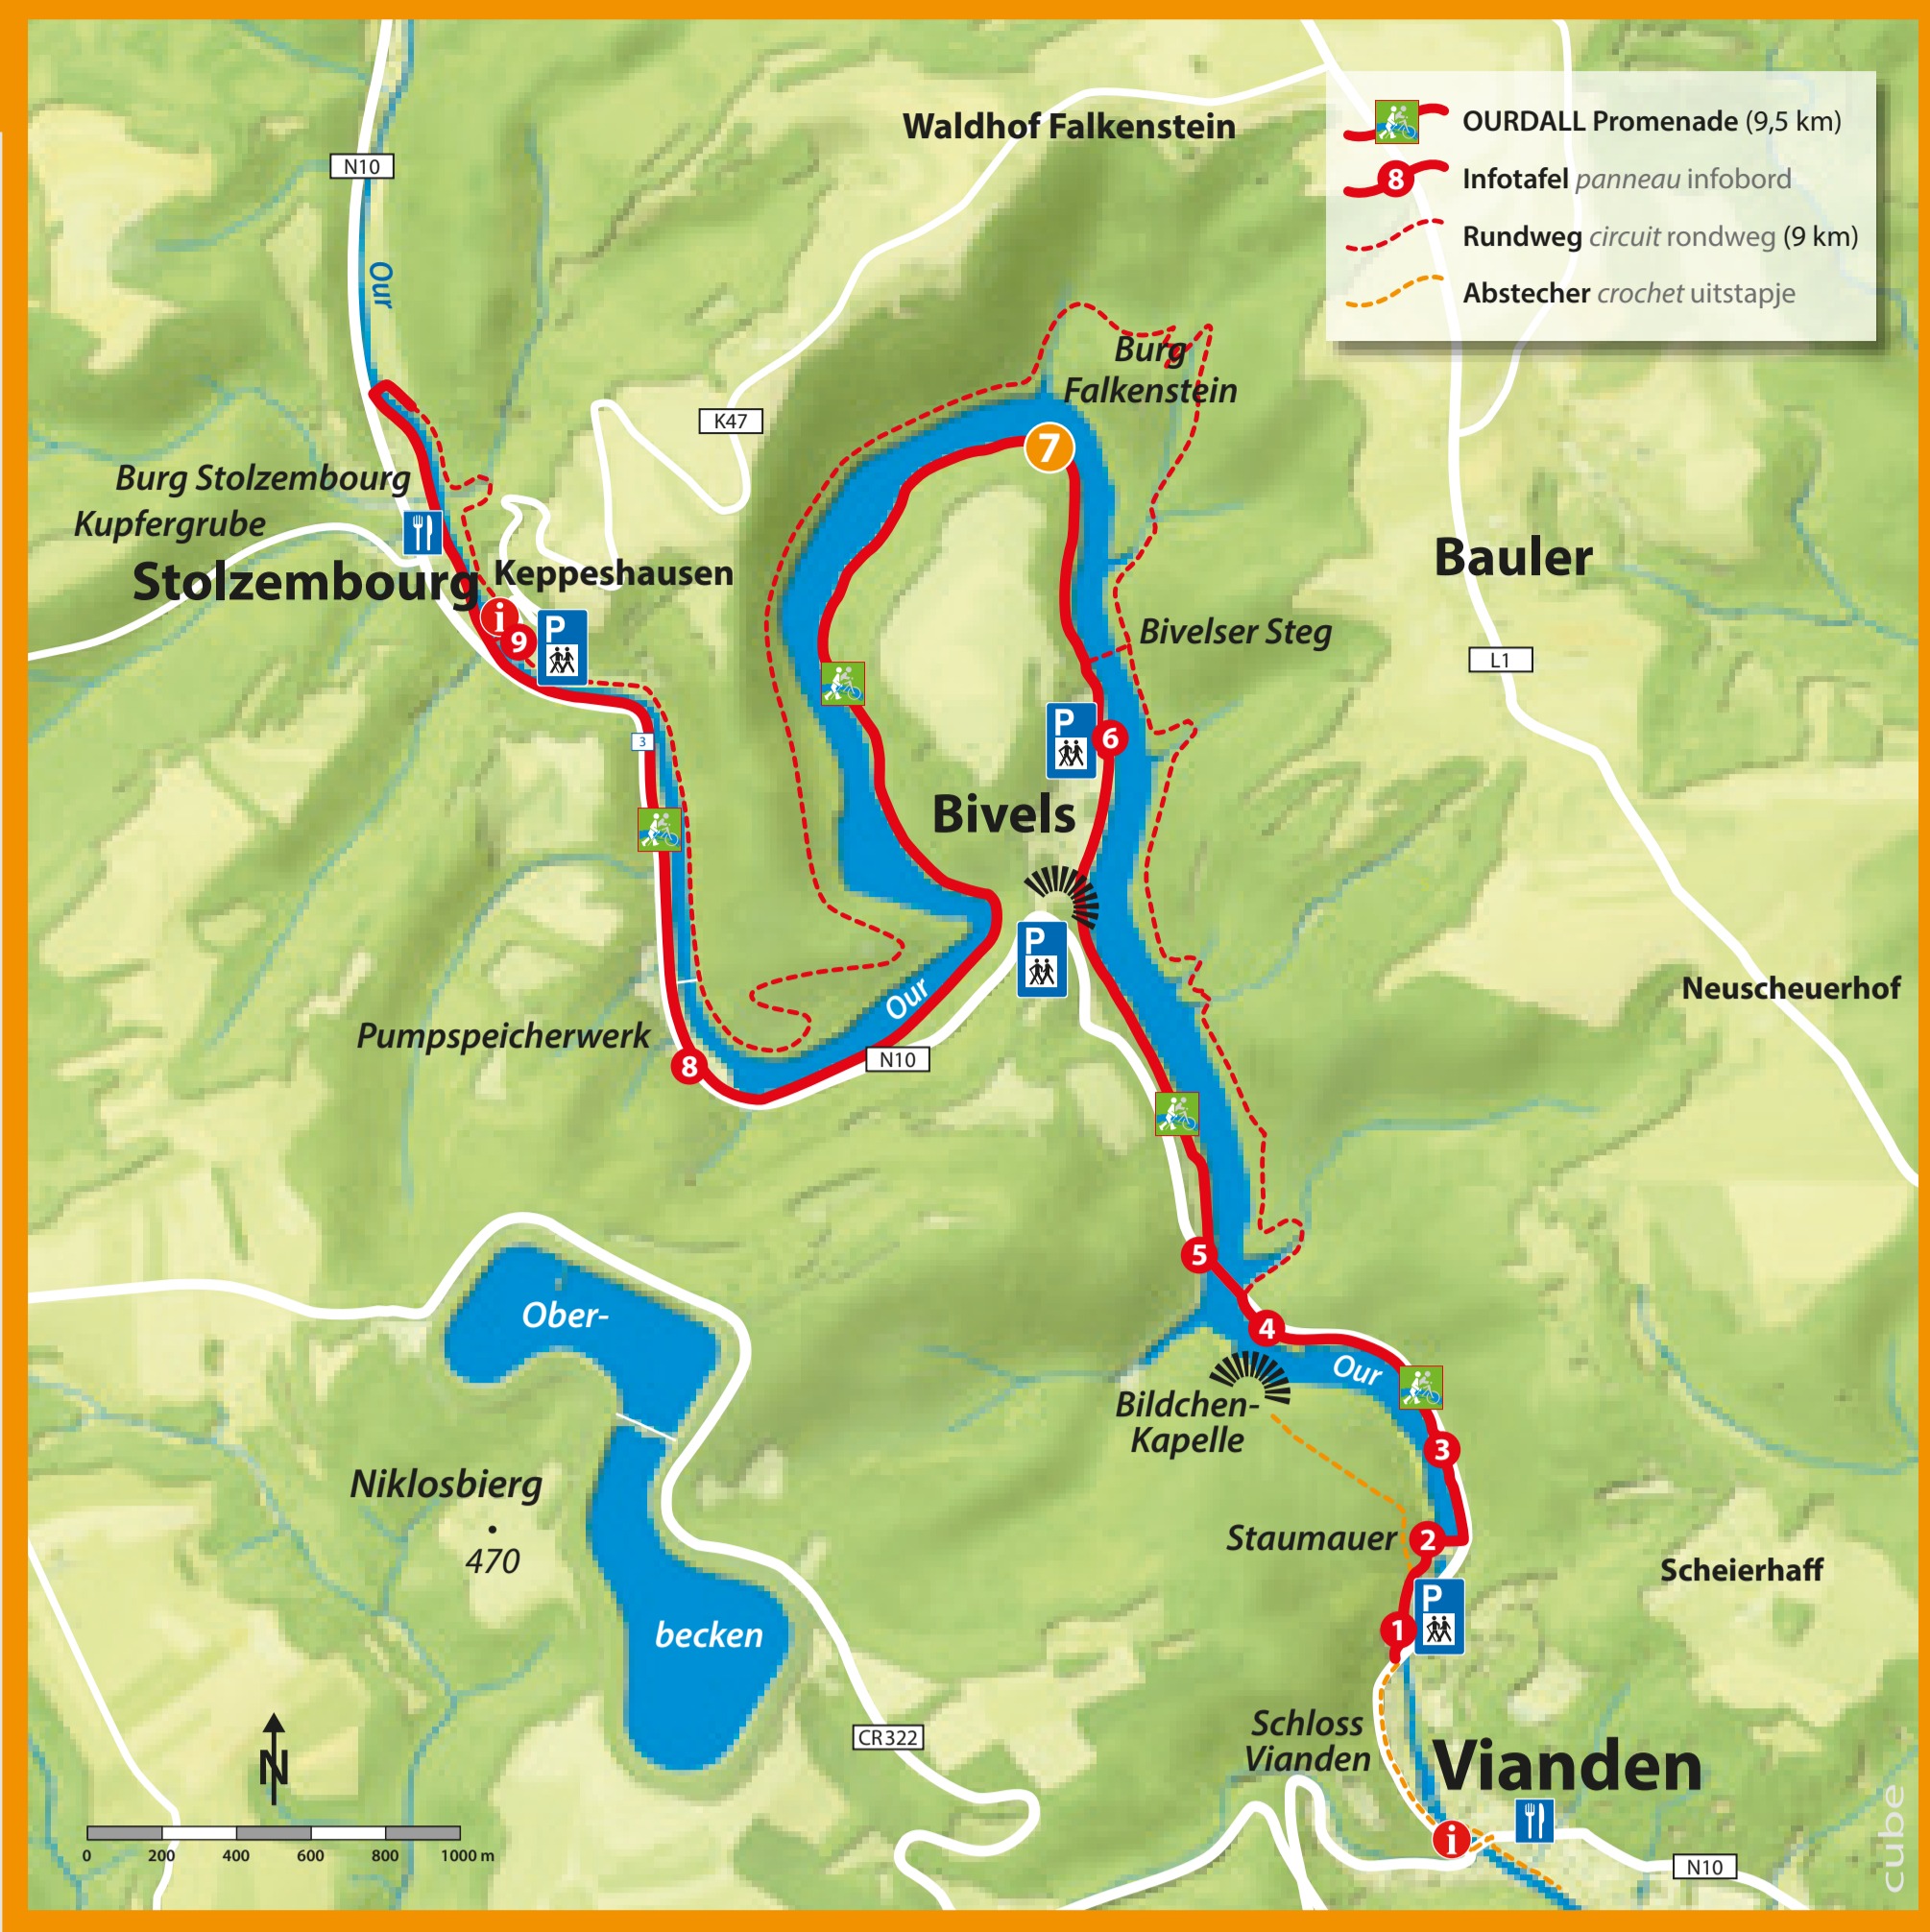 Waldhof Falkenstein
OURDALL Promenade (9,5 km)
8
Infotafel panneau infobord
Rundweg circuit rondweg (9 km)
Abstecher crochet uitstapje
N10
Our
Burg
Falkenstein
K47
7
Burg Stolzembourg
Kupfergrube
Stolzembourg
Keppeshausen
Bauler
i
9
P
Bivelser Steg
L1
3
P
6
Bivels
P
Neuscheuerhof
Our
Pumpspeicherwerk
8
N10
5
4
Ober-
Our
Bildchen-
Kapelle
3
Niklosbierg
470
Staumauer
2
Scheierhaff
P
1
becken
Schloss
Vianden
CR322
Vianden
N
i
N10
0 200 400 600 800 1000 m
cube